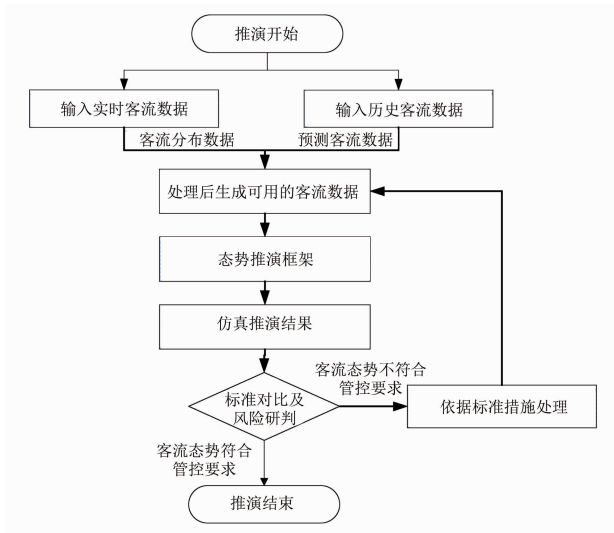 推演开始
输入实时客流数据
输入历史客流数据
客流分布数据
预测客流数据
处理后生成可用的客流数据
态势推演框架
仿真推演结果
标准对比及
风险研判
客流态势不符合
管控要求
依据标准措施处理
客流态势符合
管控要求
推演结束